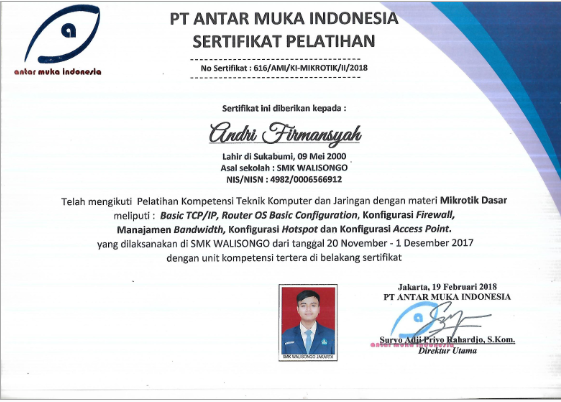 antar muka indonesia
PT ANTAR MUKA INDONESIA
SERTIFIKAT PELATIHAN
No Sertifikat : 616/AMI/KI-MIKROTIK/II/2018
Sertifikat ini diberikan kepada :
Andri Firmansyah
Lahir di Sukabumi, 09 Mei 2000
Asal sekolah : SMK WALISONGO
NIS/NISN : 4982/0006566912
Telah mengikuti Pelatihan Kompetensi Teknik Komputer dan Jaringan dengan materi Mikrotik Dasar
meliputi : Basic TCP/IP, Router OS Basic Configuration, Konfigurasi Firewall,
Manajamen Bandwidth, Konfigurasi Hotspot dan Konfigurasi Access Point.
yang dilaksanakan di SMK WALISONGO dari tanggal 20 November - 1 Desember 2017
dengan unit kompetensi tertera di belakang sertifikat
Jakarta, 19 Februari 2018
PT ANTAR MUKA INDONESIA
Suryo Adji Priyo Rahardjo, S.Kom.
antar muka indonesia
Direktur Utama
SMK WALISONGO JAKARTA